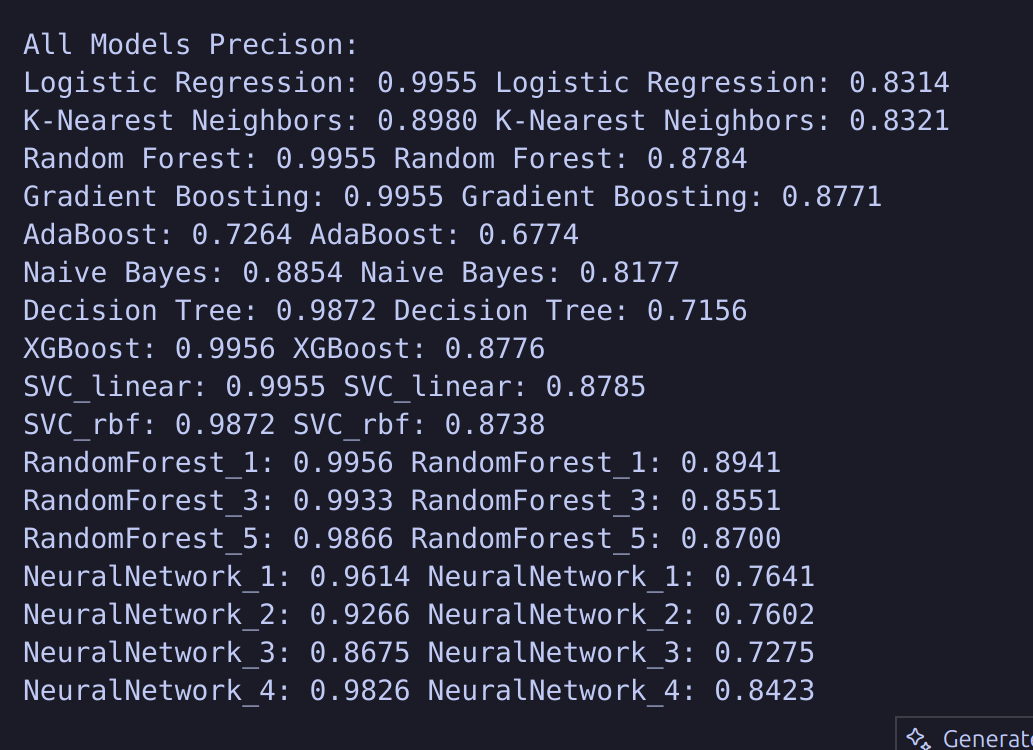 All Models Precison:
Logistic Regression: 0.9955 Logistic Regression: 0.8314
K-Nearest Neighbors: 0.8980 K-Nearest Neighbors: 0.8321
Random Forest: 0.9955 Random Forest: 0.8784
Gradient Boosting: 0.9955 Gradient Boosting: 0.8771
AdaBoost: 0.7264 AdaBoost: 0.6774
Naive Bayes: 0.8854 Naive Bayes: 0.8177
Decision Tree: 0.9872 Decision Tree: 0.7156
XGBoost: 0.9956 XGBoost: 0.8776
SVC_linear: 0.9955 SVC_linear: 0.8785
SVC_rbf: 0.9872 SVC_rbf: 0.8738
RandomForest_1: 0.9956 RandomForest_1: 0.8941
RandomForest_3: 0.9933 RandomForest_3: 0.8551
RandomForest_5: 0.9866 RandomForest_5: 0.8700
NeuralNetwork_1: 0.9614 NeuralNetwork_1: 0.7641
NeuralNetwork_2: 0.9266 NeuralNetwork_2: 0.7602
NeuralNetwork_3: 0.8675 NeuralNetwork_3: 0.7275
NeuralNetwork_4: 0.9826 NeuralNetwork_4: 0.8423